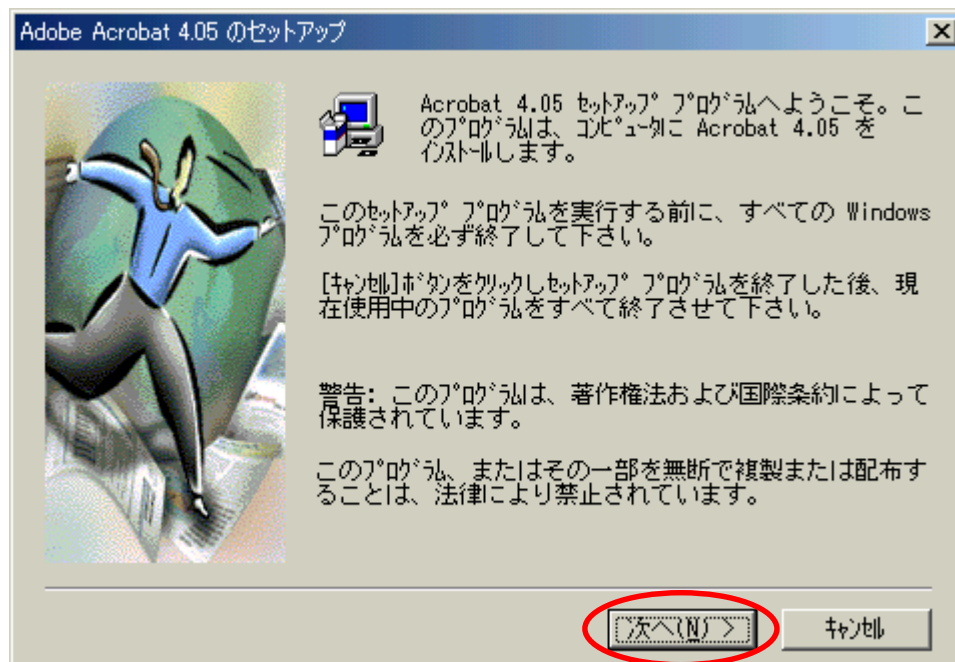 Adobe Acrobat 4.05 のセットアップ
Acrobat 4.05 ｾｯﾄｱｯﾌﾟ ﾌﾟﾛｸﾞﾗﾑへようこそ。こ
のﾌﾟﾛｸﾞﾗﾑは、ｺﾝﾋﾟｭｰﾀに Acrobat 4.05 を
ｲﾝｽﾄｰﾙします。
このｾｯﾄｱｯﾌﾟ ﾌﾟﾛｸﾞﾗﾑを実行する前に、すべての Windows
ﾌﾟﾛｸﾞﾗﾑを必ず終了して下さい。
[ｷｬﾝｾﾙ]ﾎﾞﾀﾝをｸﾘｯｸしｾｯﾄｱｯﾌﾟ ﾌﾟﾛｸﾞﾗﾑを終了した後、現
在使用中のﾌﾟﾛｸﾞﾗﾑをすべて終了させて下さい。
警告: このﾌﾟﾛｸﾞﾗﾑは、著作権法および国際条約によって
保護されています。
このﾌﾟﾛｸﾞﾗﾑ、またはその一部を無断で複製または配布す
ることは、法律により禁止されています。
次へ(N) >
ｷｬﾝｾﾙ